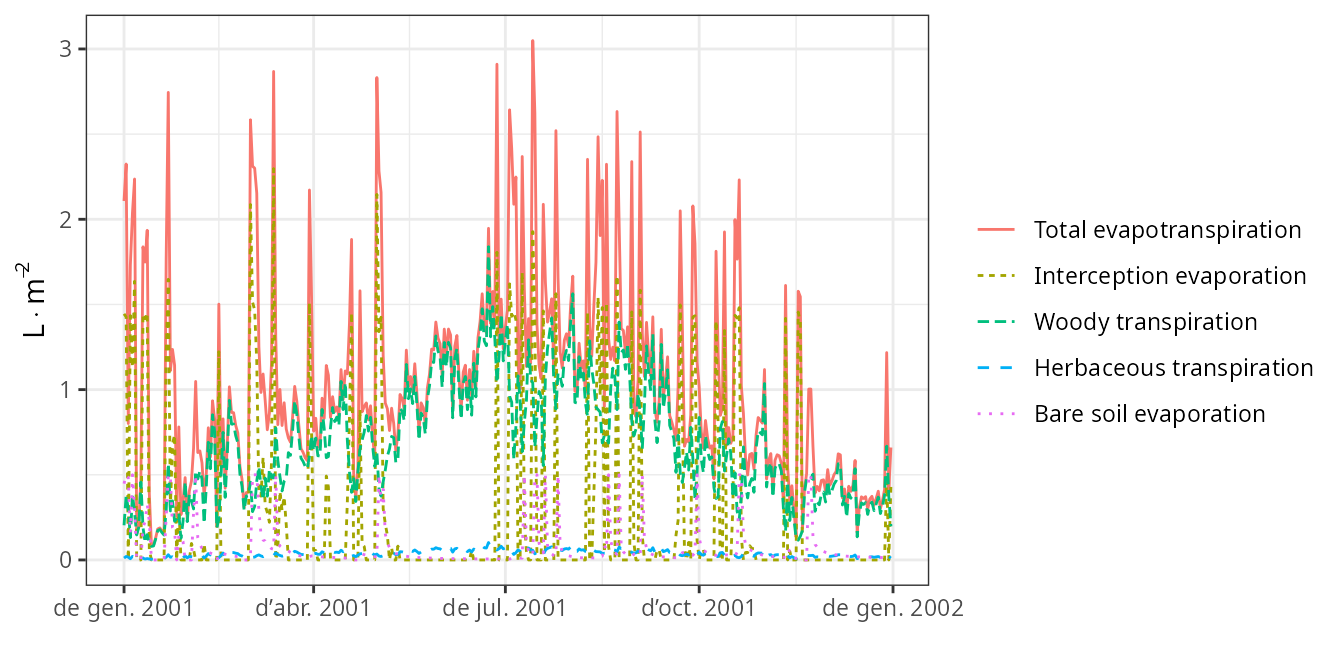 3
2
1
0
L · m⁻²
de gen. 2001
d’abr. 2001
de jul. 2001
d’oct. 2001
de gen. 2002
Total evapotranspiration
Interception evaporation
Woody transpiration
Herbaceous transpiration
Bare soil evaporation